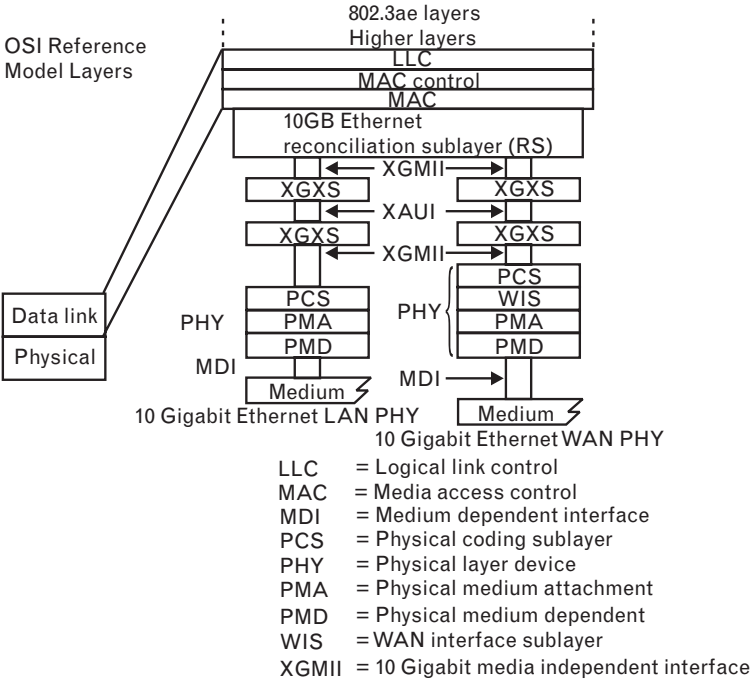 802.3ae layers
OSI Reference
Model Layers
Higher layers
LLC
MAC control
MAC
10GB Ethernet
reconciliation sublayer (RS)
XGMII
XGXS
XGXS
XAUI
XGXS
XGXS
XGMII
PCS
PCS
WIS
Data link
PHY
PMA
PHY
PMA
Physical
PMD
PMD
MDI
MDI
Medium
Medium
10 Gigabit Ethernet LAN PHY
10 Gigabit Ethernet WAN PHY
LLC = Logical link control
MAC = Media access control
MDI = Medium dependent interface
PCS = Physical coding sublayer
PHY = Physical layer device
PMA = Physical medium attachment
PMD = Physical medium dependent
WIS = WAN interface sublayer
XGMII = 10 Gigabit media independent interface